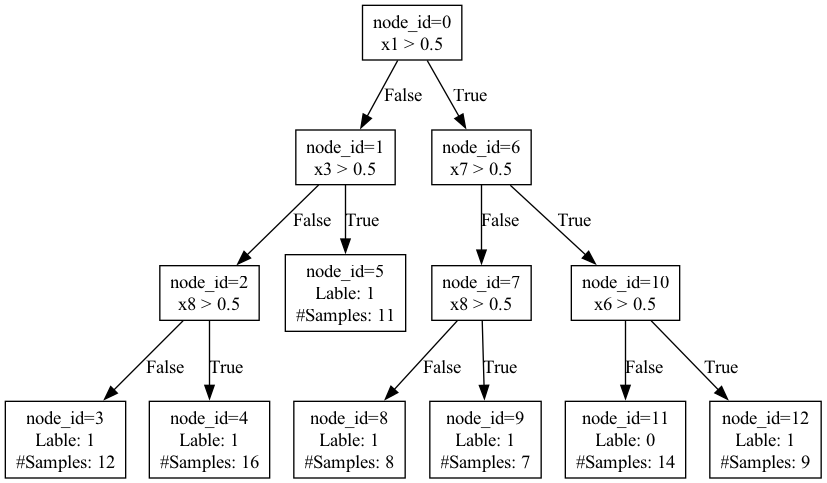 node_id=0
x1 > 0.5
False
True
node_id=1
x3 > 0.5
node_id=6
x7 > 0.5
False
True
False
True
node_id=2
x8 > 0.5
node_id=5
Lable: 1
#Samples: 11
node_id=7
x8 > 0.5
node_id=10
x6 > 0.5
False
True
False
True
False
True
node_id=3
Lable: 1
#Samples: 12
node_id=4
Lable: 1
#Samples: 16
node_id=8
Lable: 1
#Samples: 8
node_id=9
Lable: 1
#Samples: 7
node_id=11
Lable: 0
#Samples: 14
node_id=12
Lable: 1
#Samples: 9